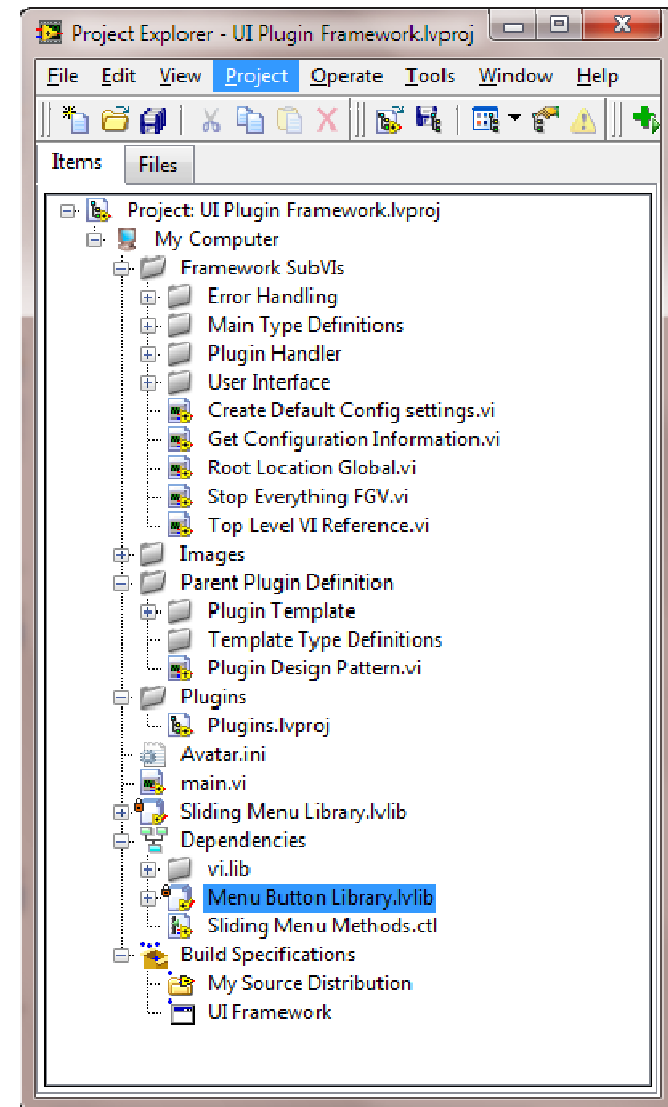 Project Explorer - UI Plugin Framework.lvproj
File Edit View Project Operate Tools Window Help
Items Files
Project: UI Plugin Framework.lvproj
My Computer
Framework SubVIs
Error Handling
Main Type Definitions
Plugin Handler
User Interface
Create Default Config settings.vi
Get Configuration Information.vi
Root Location Global.vi
Stop Everything FGV.vi
Top Level VI Reference.vi
Images
Parent Plugin Definition
Plugin Template
Template Type Definitions
Plugin Design Pattern.vi
Plugins
Plugins.lvproj
Avatar.ini
main.vi
Sliding Menu Library.lvlib
Dependencies
vi.lib
Menu Button Library.lvlib
Sliding Menu Methods.ctl
Build Specifications
My Source Distribution
UI Framework